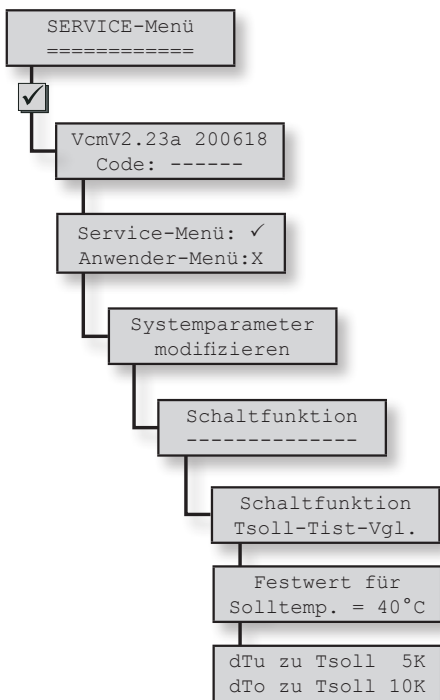 SERVICE-Menü
============
✓
VcmV2.23a 200618
Code: ------
Service-Menü: ✓
Anwender-Menü:X
Systemparameter
modifizieren
Schaltfunktion
--------------
Schaltfunktion
Tsoll-Tist-Vgl.
Festwert für
Solltemp. = 40°C
dTu zu Tsoll 5K
dTo zu Tsoll 10K